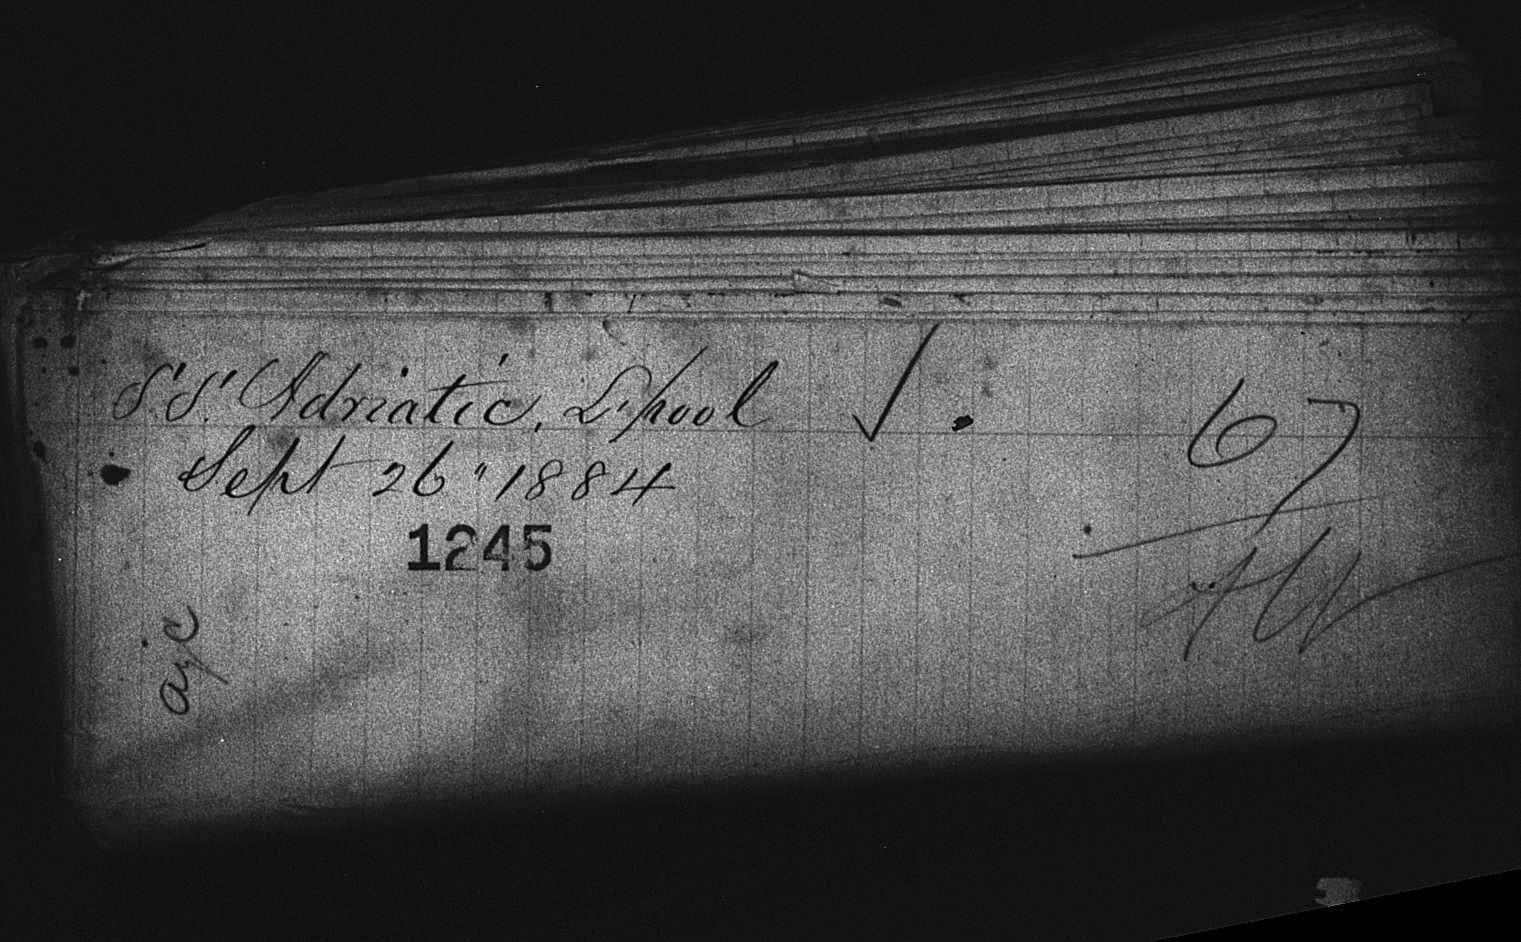 S.S. Adriatic, L'pool
67
Sept 26" 1884
1245